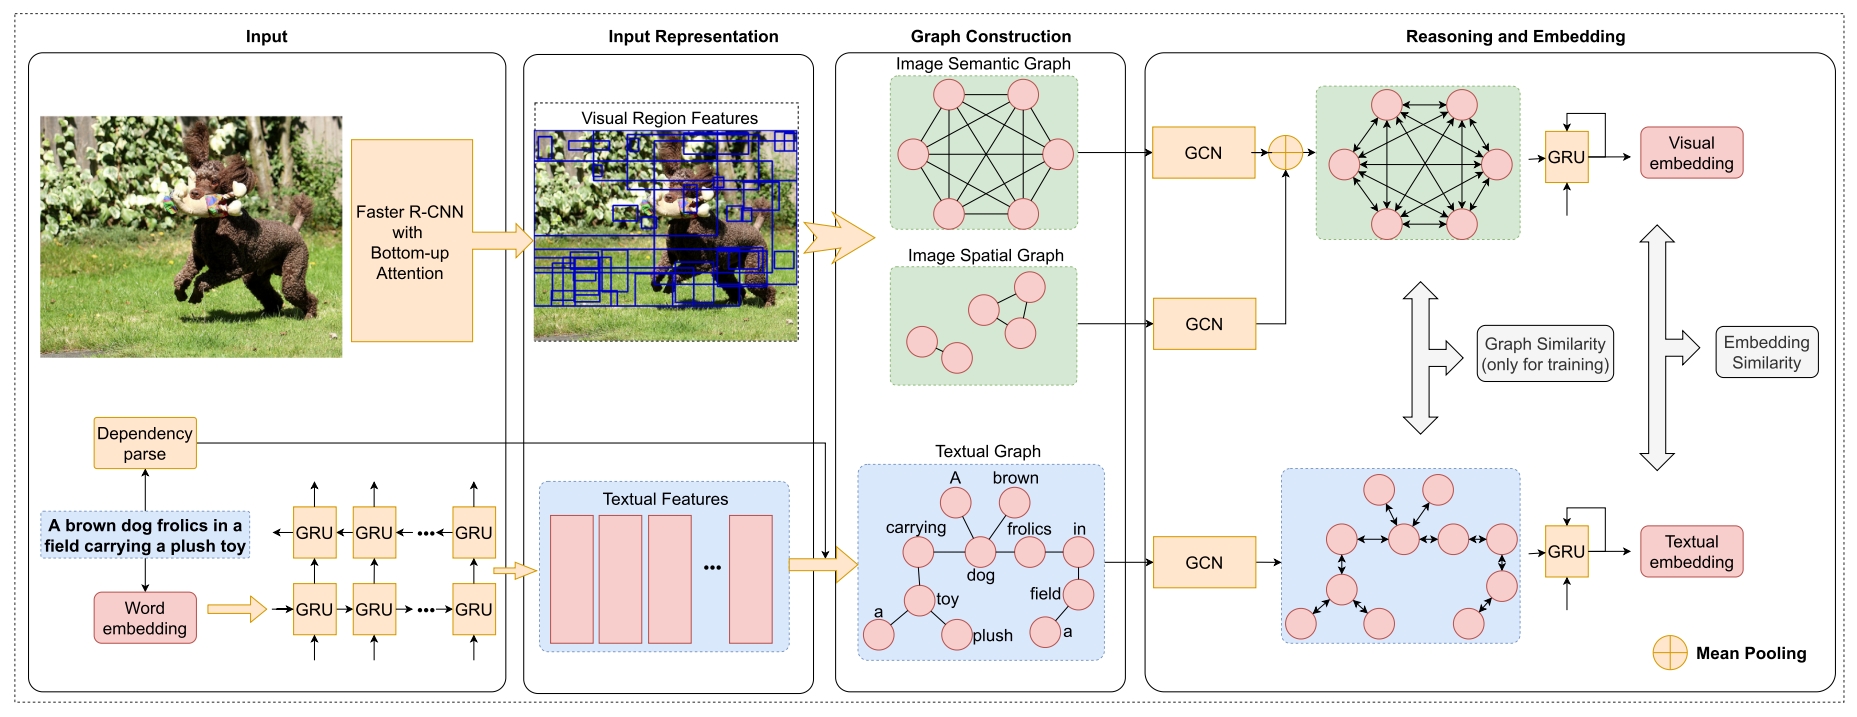 Input
Input Representation
Graph Construction
Reasoning and Embedding
Faster R-CNN
with
Bottom-up
Attention
Visual Region Features
Image Semantic Graph
Image Spatial Graph
GCN
GCN
GRU
Visual
embedding
Graph Similarity
(only for training)
Embedding
Similarity
Dependency
parse
A brown dog frolics in a
field carrying a plush toy
Word
embedding
GRU
GRU
•••
GRU
GRU
GRU
•••
GRU
Textual Features
•••
Textual Graph
A
brown
carrying
frolics
in
dog
toy
field
a
plush
a
GCN
GRU
Textual
embedding
Mean Pooling